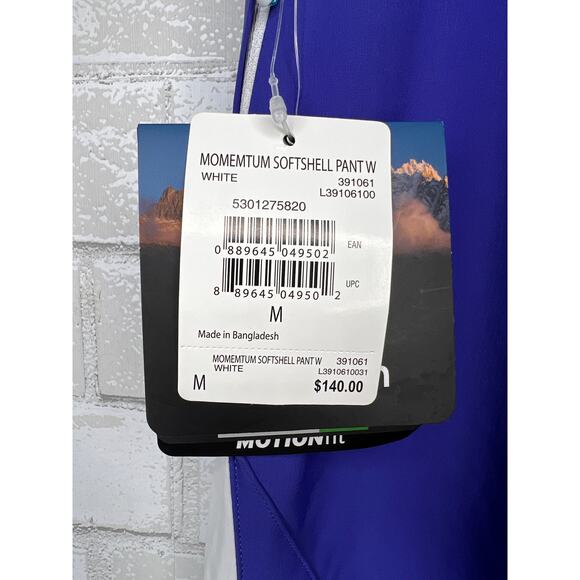 MOMEMTUM SOFTSHELL PANT W
WHITE 391061
L39106100
5301275820
0 889645 049502 EAN
8 89645 04950 2 UPC
M
Made in Bangladesh
MOMEMTUM SOFTSHELL PANT W 391061
WHITE L3910610031
M $140.00
n
MOTIONfit